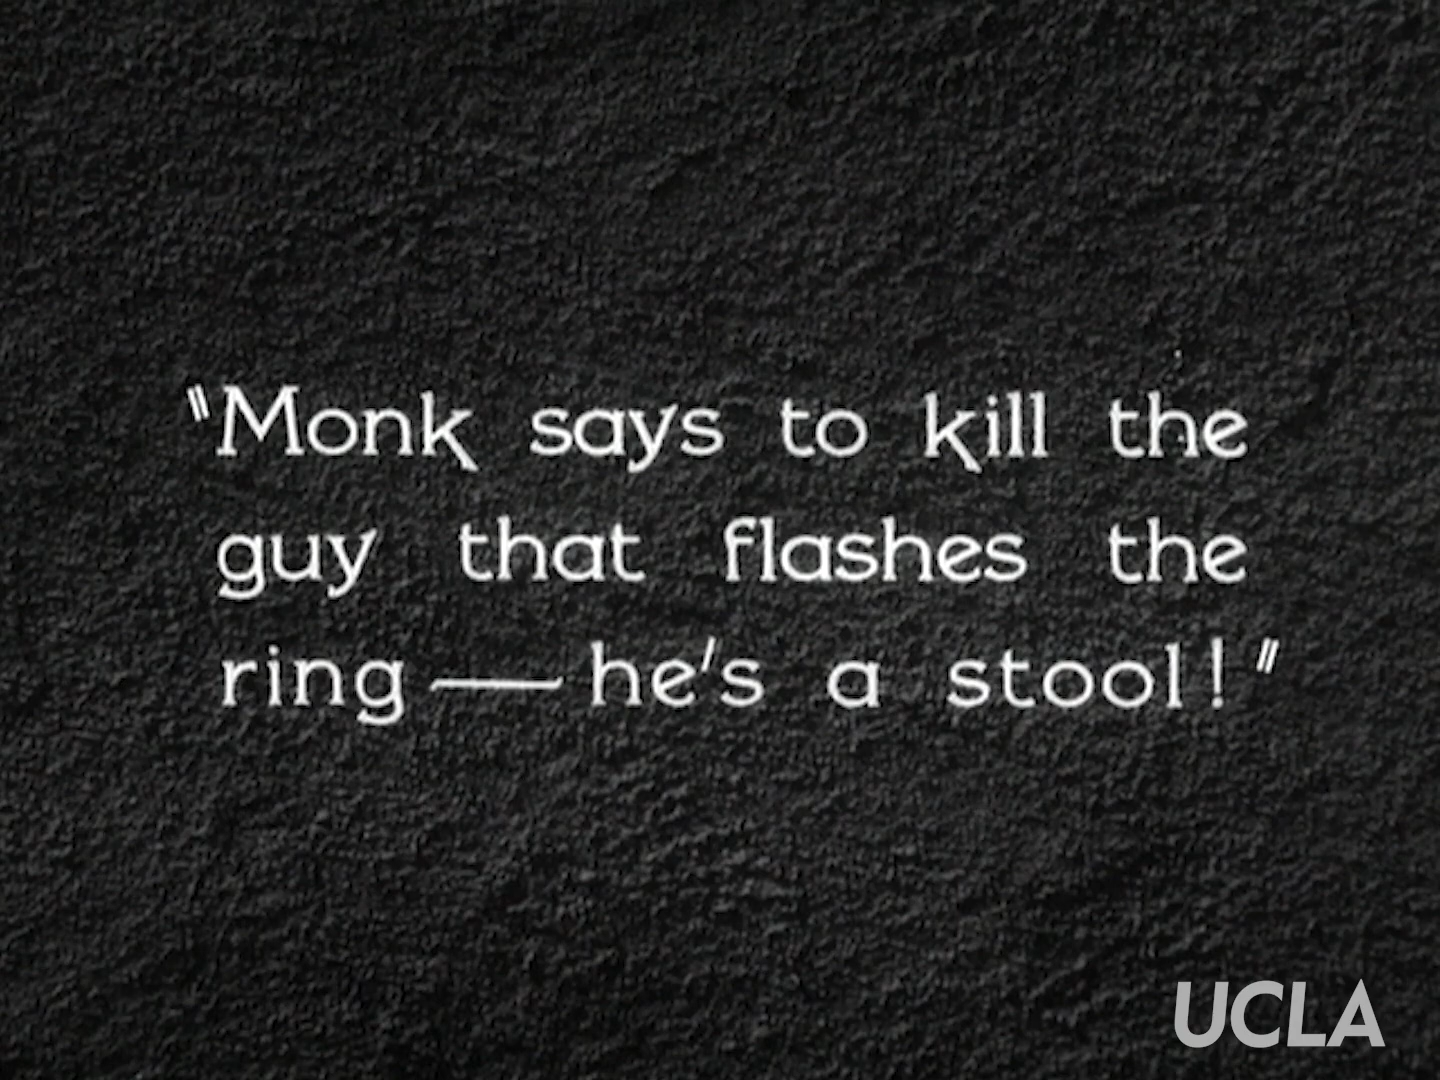 "Monk says to kill the
guy that flashes the
ring — he's a stool!"
UCLA